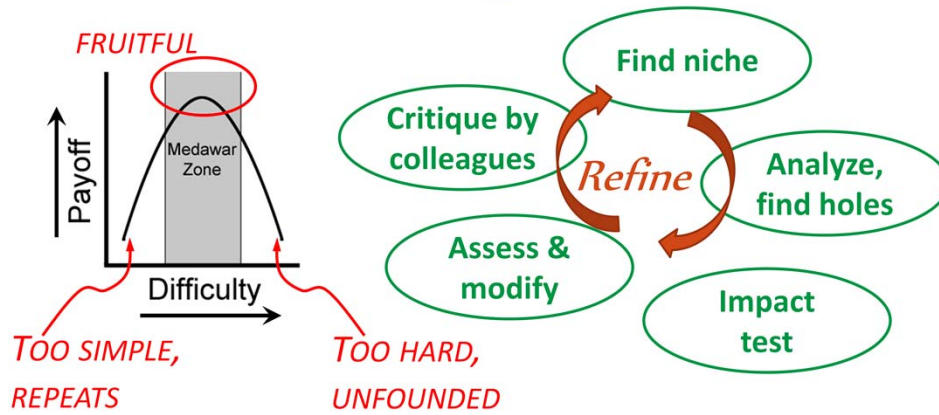 FRUITFUL
Payoff
Medawar
Zone
Difficulty
TOO SIMPLE,
REPEATS
TOO HARD,
UNFOUNDED
Find niche
Critique by
colleagues
Refine
Analyze,
find holes
Assess &
modify
Impact
test